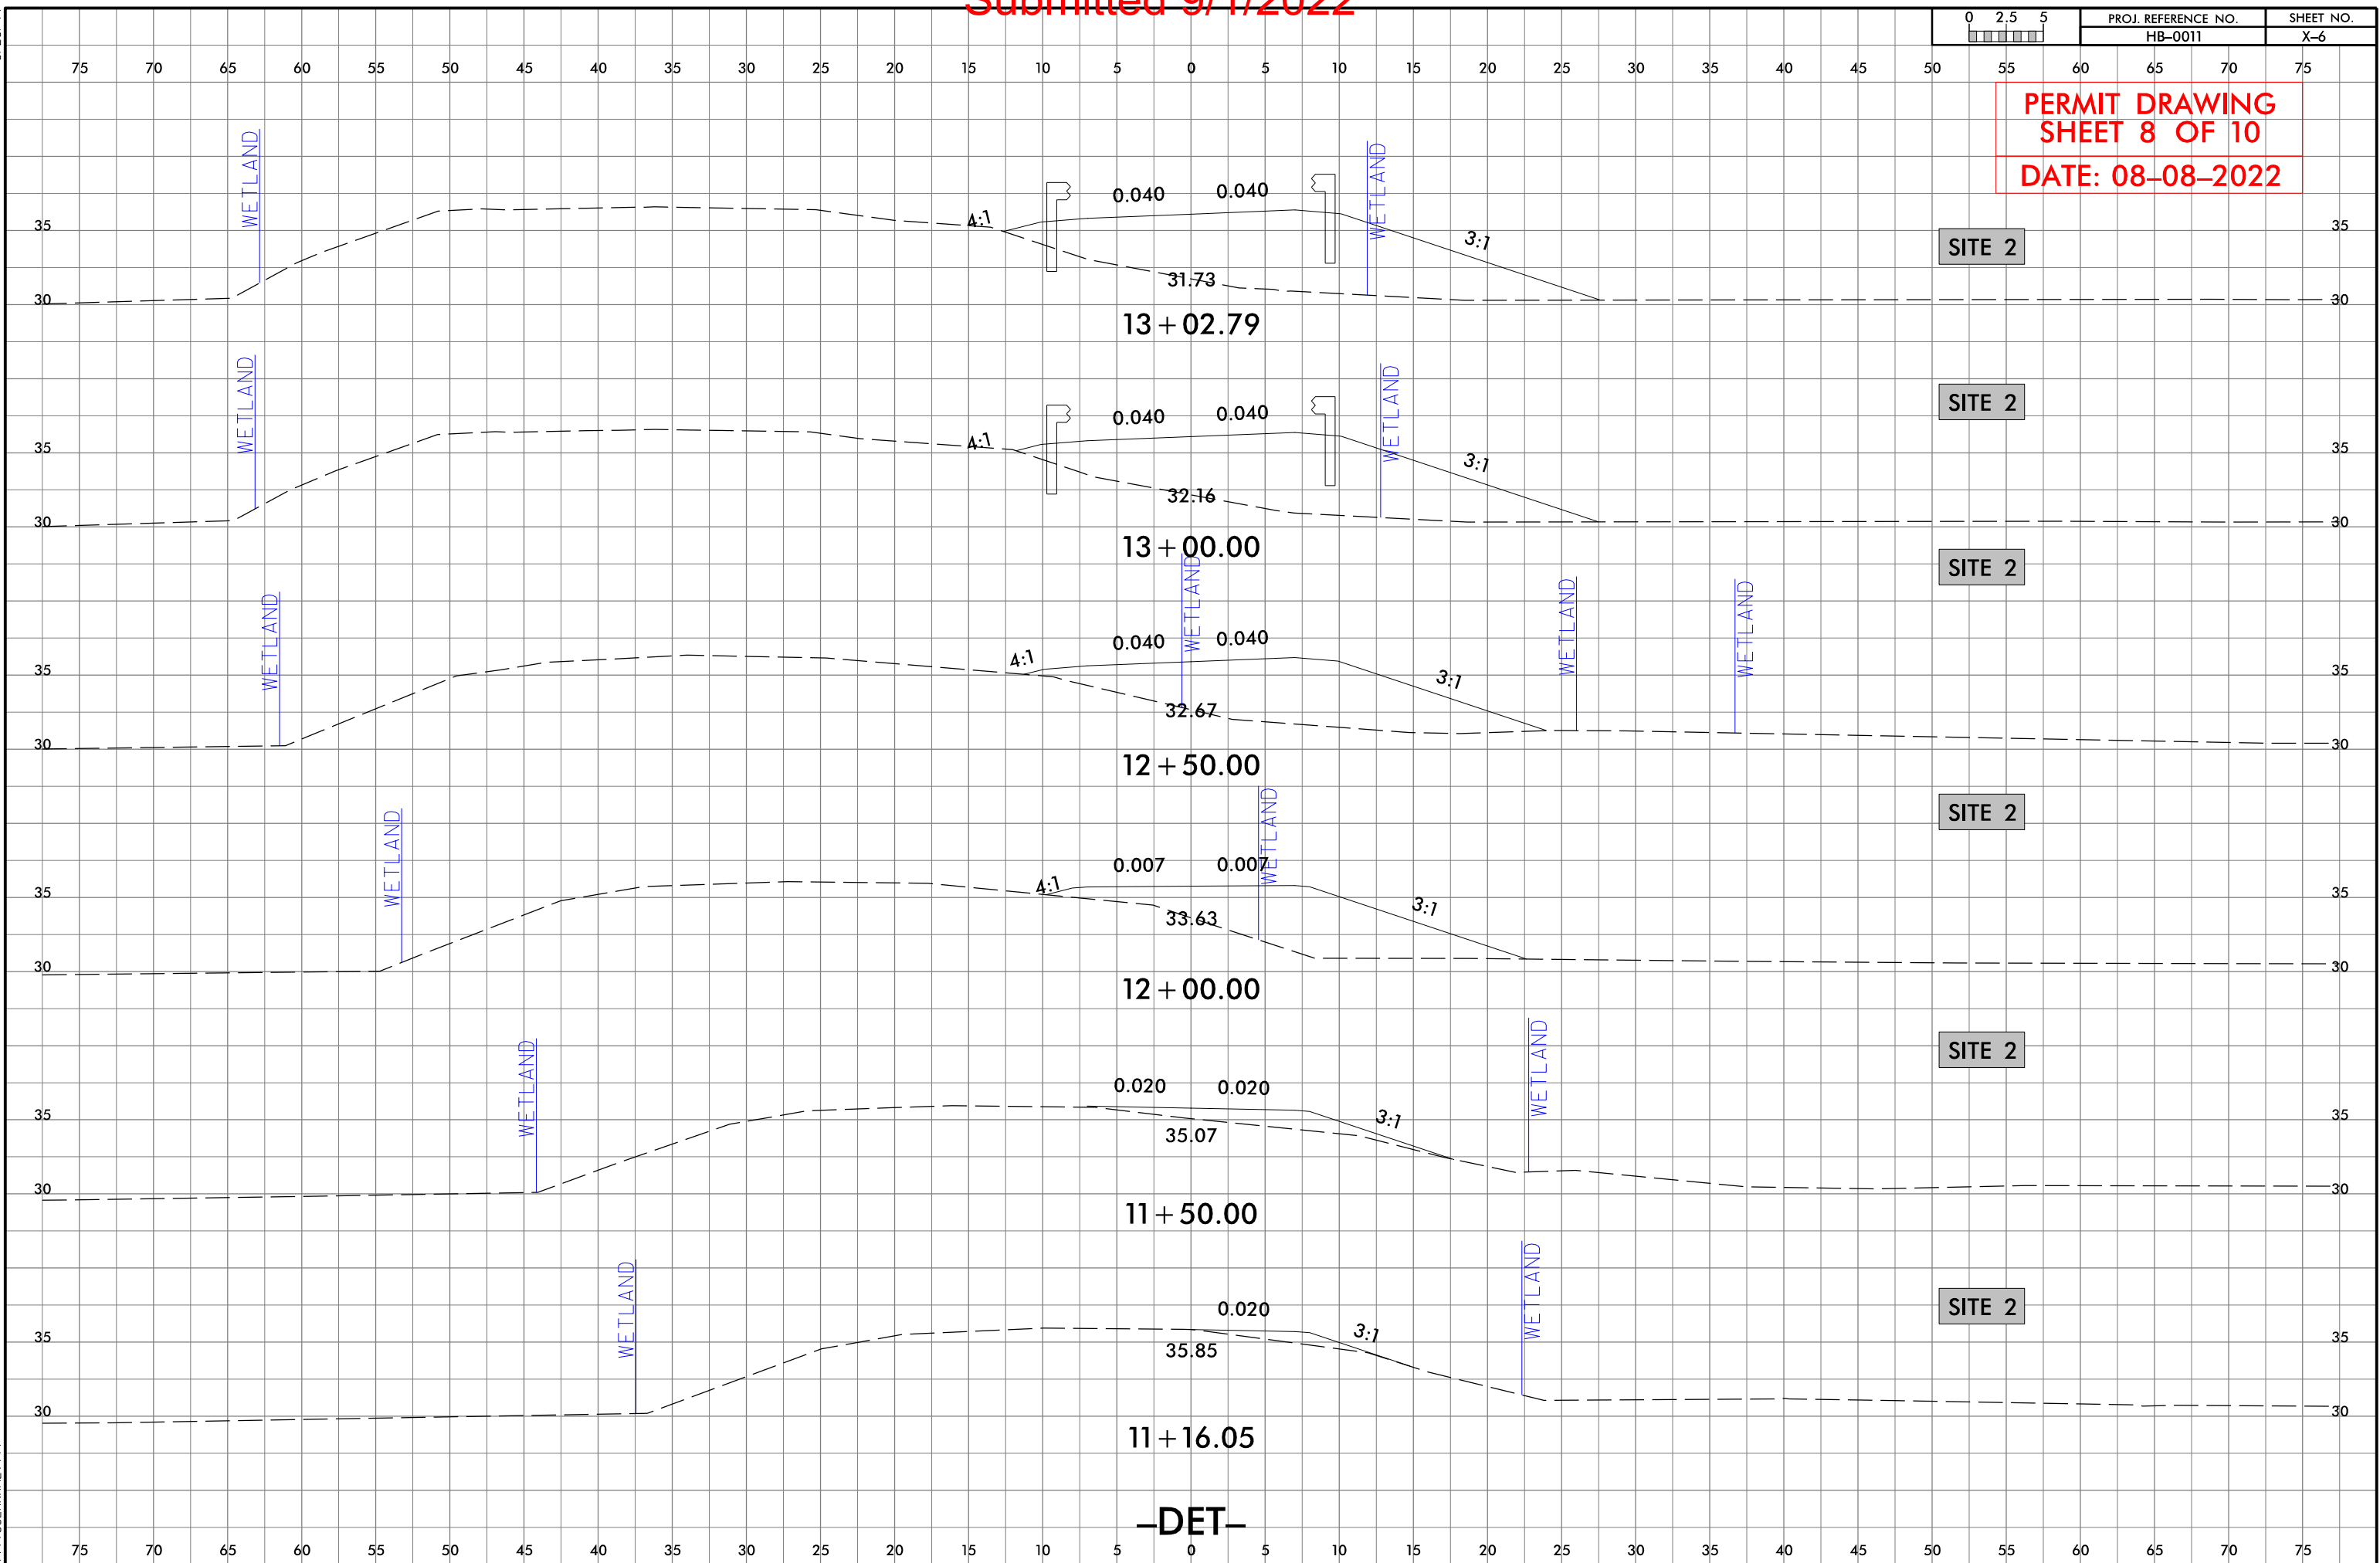 Submitted 9/1/2022
0 2.5 5
PROJ. REFERENCE NO. SHEET NO.
HB–0011 X–6
75 70 65 60 55 50 45 40 35 30 25 20 15 10 5 0 5 10 15 20 25 30 35 40 45 50 55 60 65 70 75
PERMIT DRAWING
SHEET 8 OF 10
DATE: 08–08–2022
WETLAND WETLAND
0.040 0.040
35 4:1 3:1 SITE 2 35
30 31.73 30
13+02.79
WETLAND WETLAND
0.040 0.040 SITE 2
35 4:1 3:1 35
30 32.16 30
13+00.00
SITE 2
WETLAND WETLAND WETLAND WETLAND
0.040 0.040
35 4:1 3:1 35
30 32.67 30
12+50.00
WETLAND WETLAND SITE 2
0.007 0.007
35 4:1 3:1 35
30 33.63 30
12+00.00
WETLAND WETLAND SITE 2
0.020 0.020
35 3:1 35
30 35.07 30
11+50.00
WETLAND WETLAND
0.020 SITE 2
35 3:1 35
35.85
30 30
11+16.05
–DET–
75 70 65 60 55 50 45 40 35 30 25 20 15 10 5 0 5 10 15 20 25 30 35 40 45 50 55 60 65 70 75